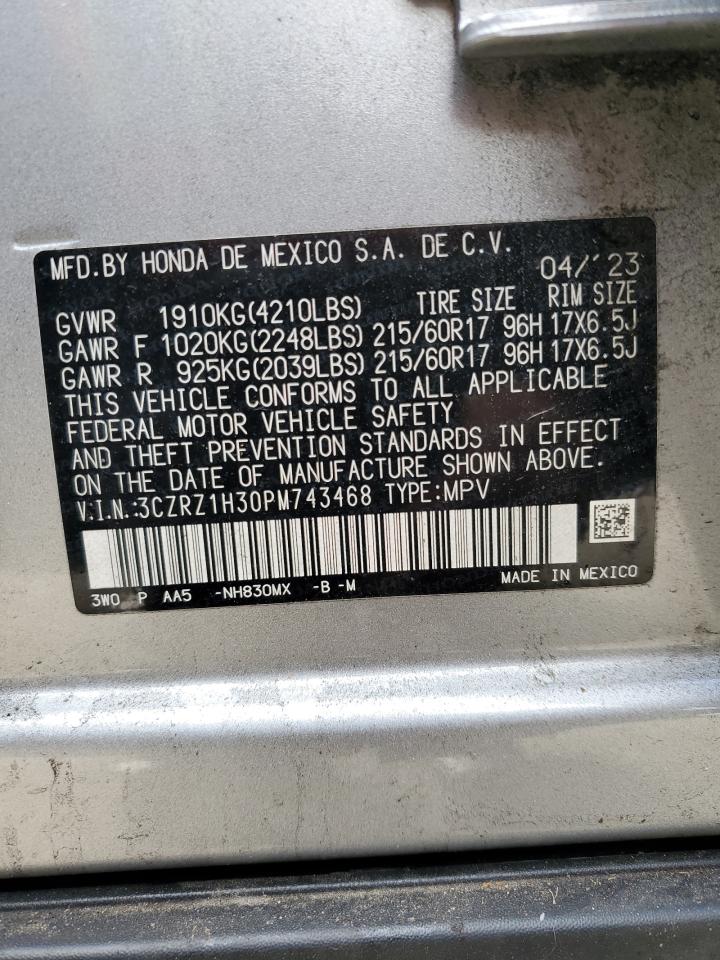 MFD.BY HONDA DE MEXICO S.A. DE C.V.
04/'23
GVWR 1910KG(4210LBS) TIRE SIZE RIM SIZE
GAWR F 1020KG(2248LBS) 215/60R17 96H 17X6.5J
GAWR R 925KG(2039LBS) 215/60R17 96H 17X6.5J
THIS VEHICLE CONFORMS TO ALL APPLICABLE
FEDERAL MOTOR VEHICLE SAFETY
AND THEFT PREVENTION STANDARDS IN EFFECT
ON THE DATE OF MANUFACTURE SHOWN ABOVE.
V.I.N.:3CZRZ1H30PM743468 TYPE:MPV
3W0 P AA5 -NH830MX -B -M
MADE IN MEXICO